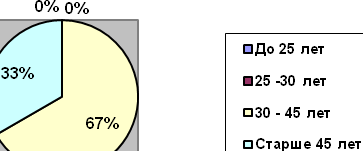 0% 0%
33%
67%
До 25 лет
25 -30 лет
30 - 45 лет
Старше 45 лет